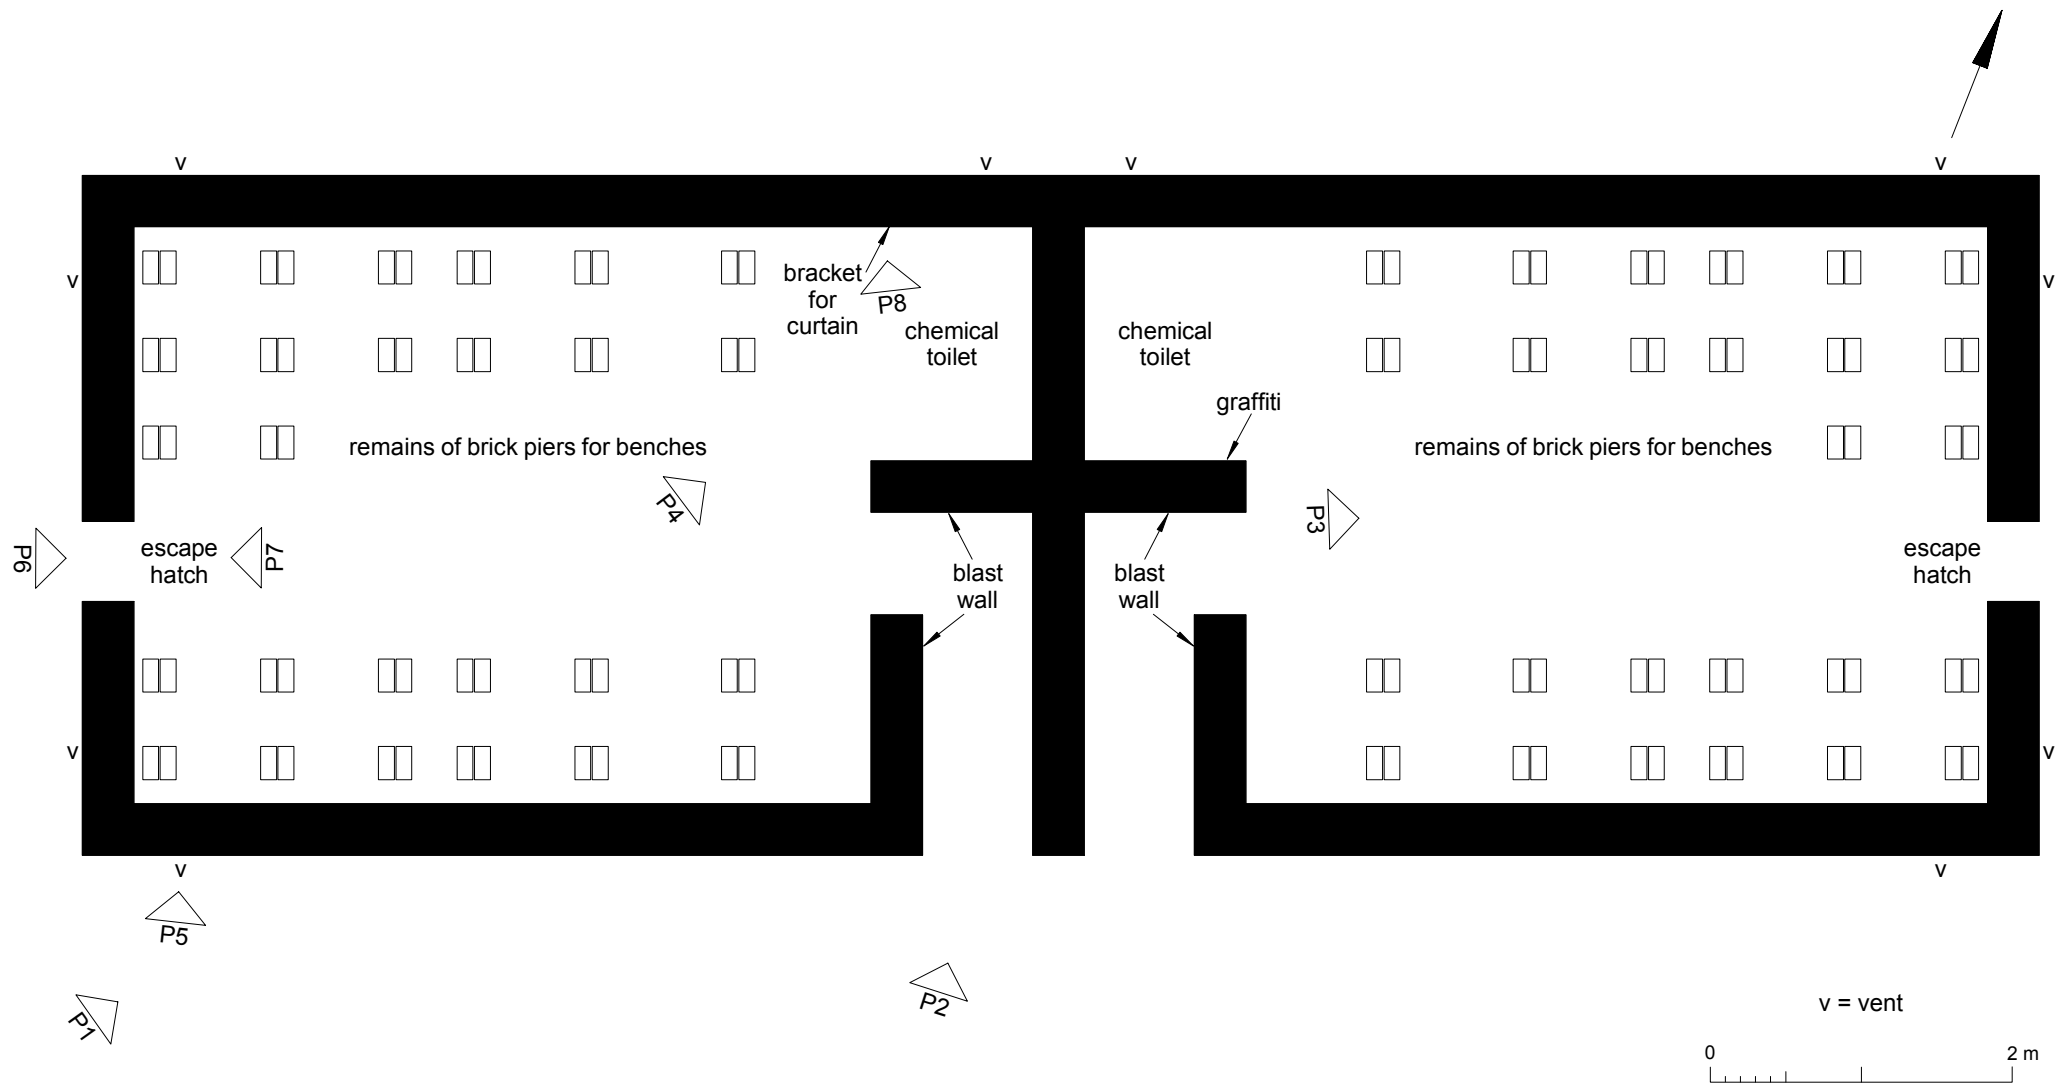 v v v v
v v
bracket
for
curtain
P8
chemical
toilet
chemical
toilet
graffiti
remains of brick piers for benches
remains of brick piers for benches
P4
P3
P6
escape
hatch
P7
escape
hatch
blast
wall
blast
wall
v v
v v
P5
P2
P1
v = vent
0 2 m